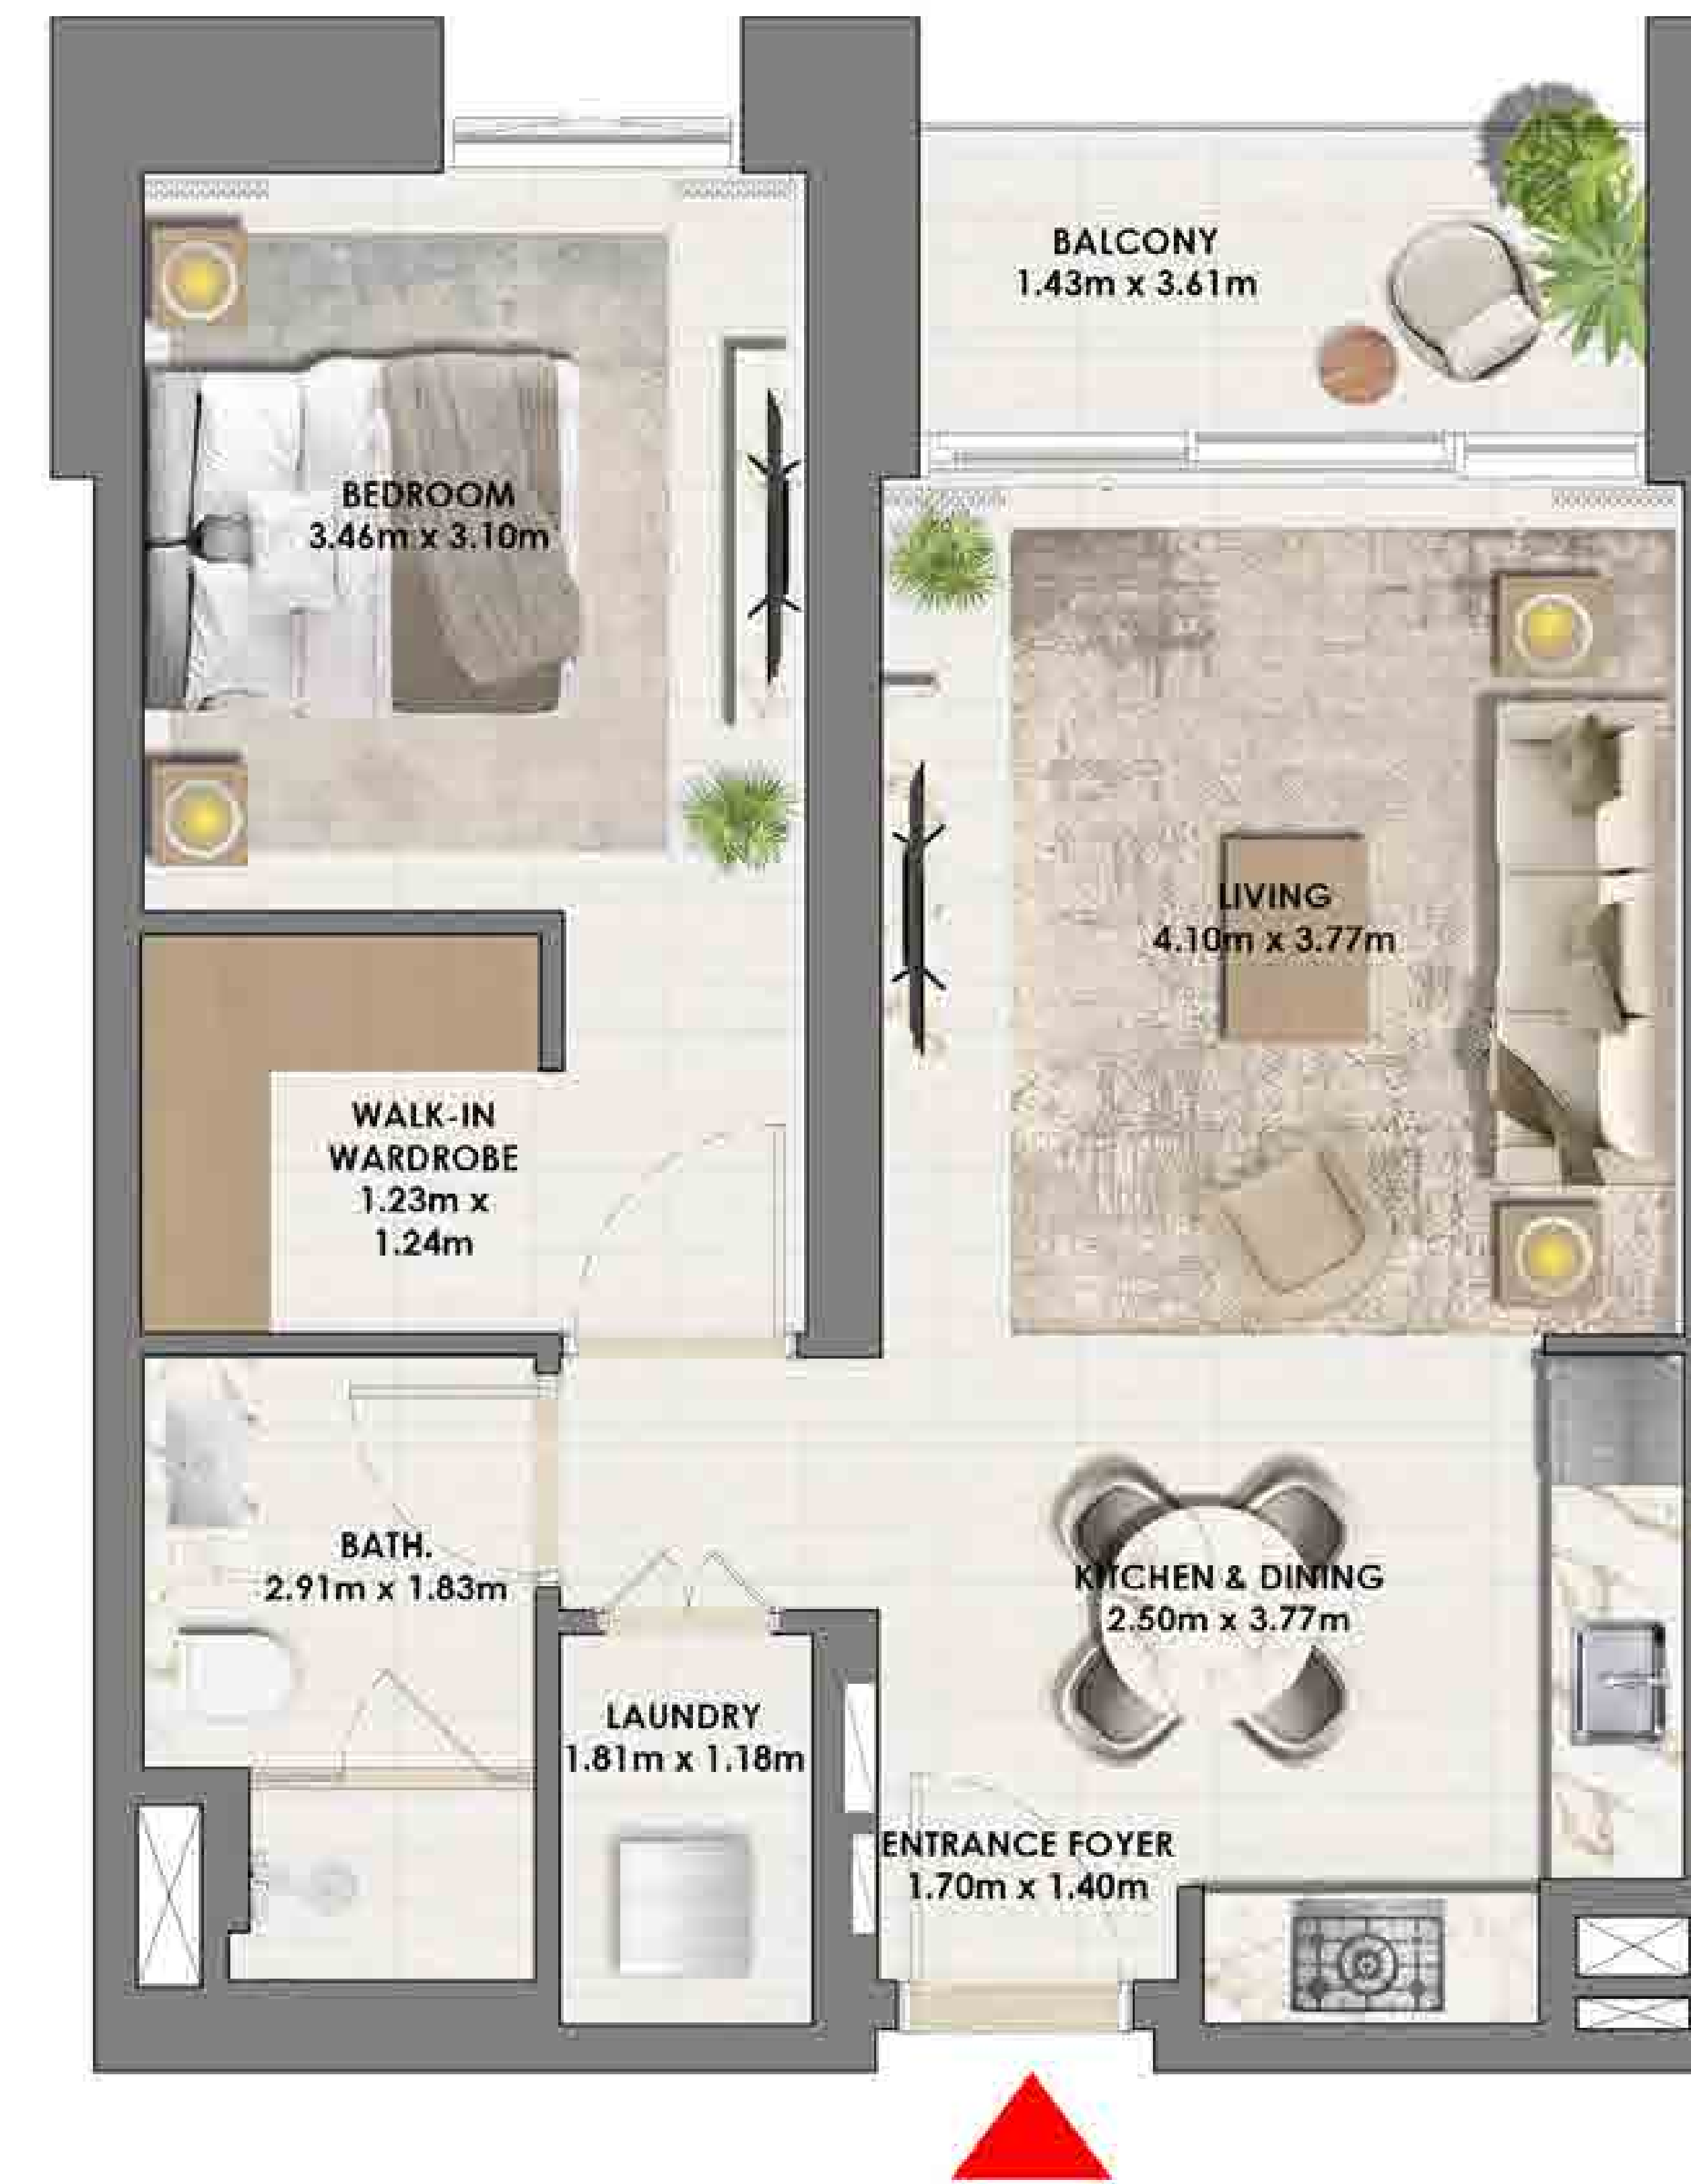 BALCONY
1.43m x 3.61m
BEDROOM
3.46m x 3.10m
LIVING
4.10m x 3.77m
WALK-IN
WARDROBE
1.23m x
1.24m
BATH.
2.91m x 1.83m
KITCHEN & DINING
2.50m x 3.77m
LAUNDRY
1.81m x 1.18m
ENTRANCE FOYER
1.70m x 1.40m